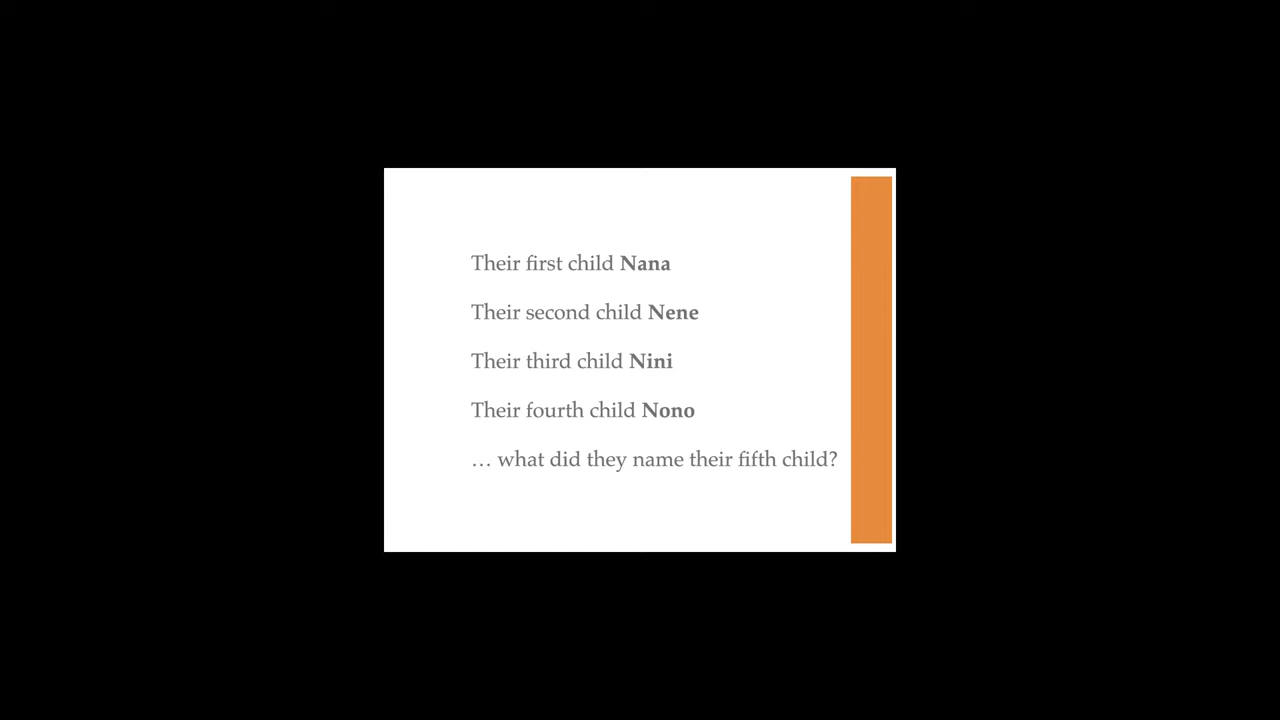 Their first child Nana
Their second child Nene
Their third child Nini
Their fourth child Nono
… what did they name their fifth child?